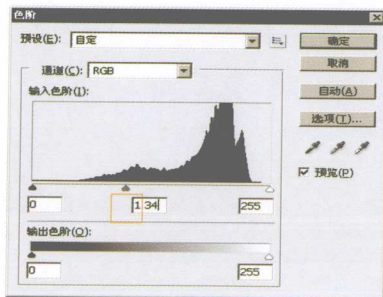 色阶
预设(E): 自定
确定
取消
自动(A)
选项(T)...
预览(P)
通道(C): RGB
输入色阶(I):
0
1.34
255
输出色阶(O):
0
255